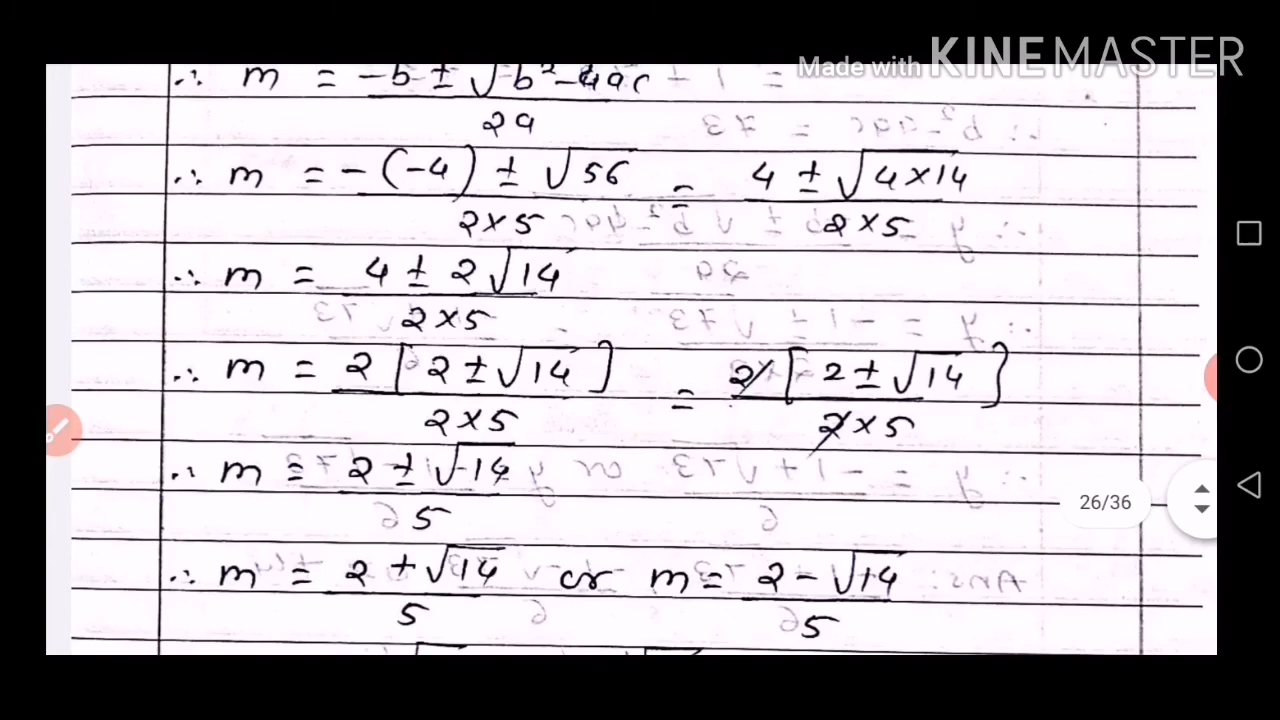 Made with KINEMASTER
∴ m = -b ± √b² - 4ac
2a
∴ m = -(-4) ± √56 = 4 ± √4×14
2×5 2×5
∴ m = 4 ± 2√14
2×5
∴ m = 2[2 ± √14] = 2[2 ± √14]
2×5 2×5
∴ m = 2 ± √14
5
26/36
∴ m = 2 + √14 or m = 2 - √14
5 5